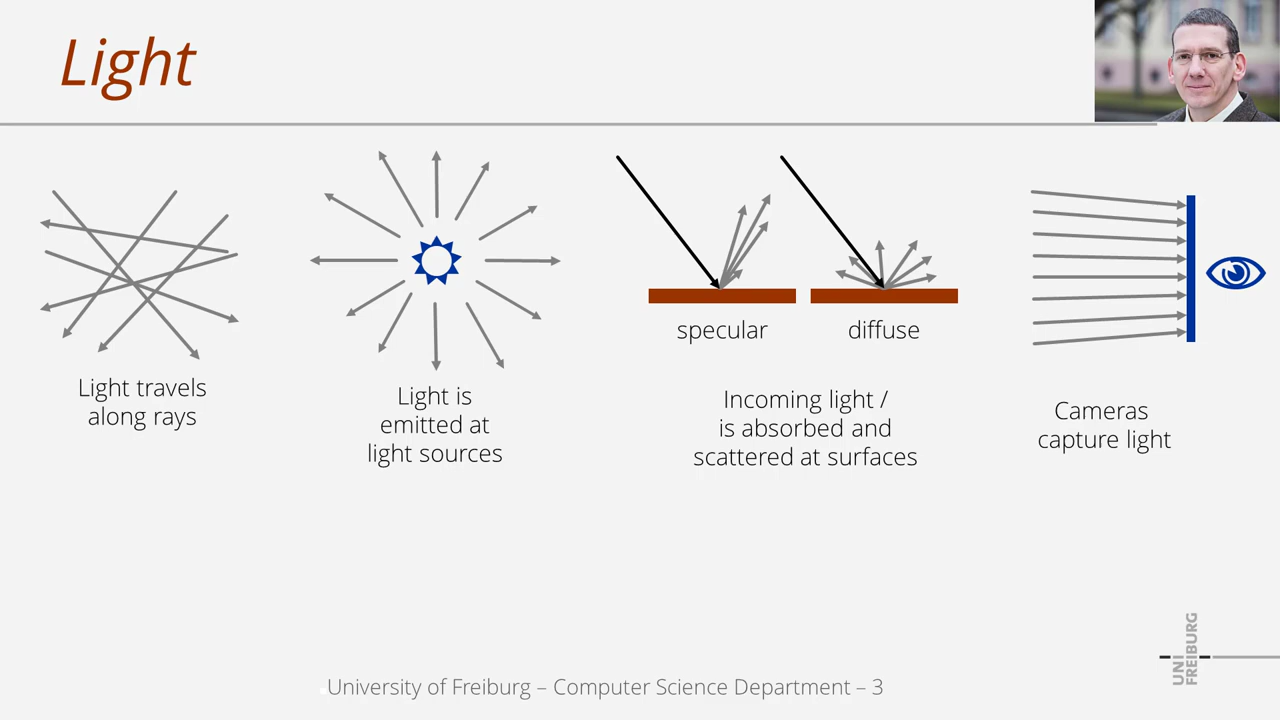 Light
specular
diffuse
Light travels
along rays
Light is
emitted at
light sources
Incoming light /
is absorbed and
scattered at surfaces
Cameras
capture light
University of Freiburg – Computer Science Department – 3
UNI
FREIBURG